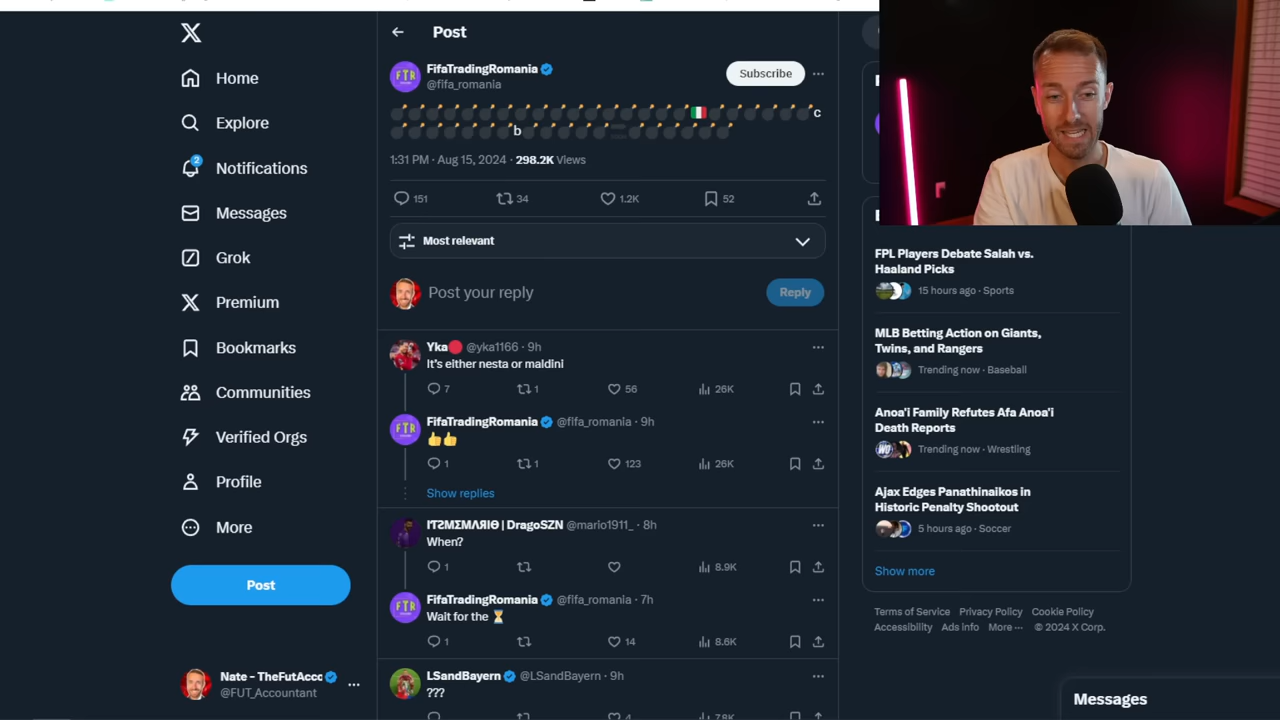 Post
FifaTradingRomania
@fifa_romania
Subscribe
💣💣💣💣💣💣💣💣💣💣💣💣💣💣🇮🇹💣💣💣💣💣c
💣💣💣💣💣💣b💣💣💣💣
1:31 PM · Aug 15, 2024 · 298.2K Views
151
34
1.2K
52
Most relevant
Post your reply
Reply
Yka🔴 @yka1166 · 9h
It's either nesta or maldini
7
1
56
26K
FifaTradingRomania @fifa_romania · 9h
👍👍
1
1
123
26K
Show replies
@mario1911_ · 8h
When?
1
8.9K
FifaTradingRomania @fifa_romania · 7h
Wait for the ⏳
1
14
8.6K
LSandBayern @LSandBayern · 9h
???
4
7.8K
Home
Explore
2
Notifications
Messages
Grok
Premium
Bookmarks
Communities
Verified Orgs
Profile
More
Post
Nate - TheFutAcco
@FUT_Accountant
FPL Players Debate Salah vs.
Haaland Picks
15 hours ago · Sports
MLB Betting Action on Giants,
Twins, and Rangers
Trending now · Baseball
Anoa'i Family Refutes Afa Anoa'i
Death Reports
Trending now · Wrestling
Ajax Edges Panathinaikos in
Historic Penalty Shootout
5 hours ago · Soccer
Show more
Terms of Service Privacy Policy Cookie Policy
Accessibility Ads info More ··· © 2024 X Corp.
Messages